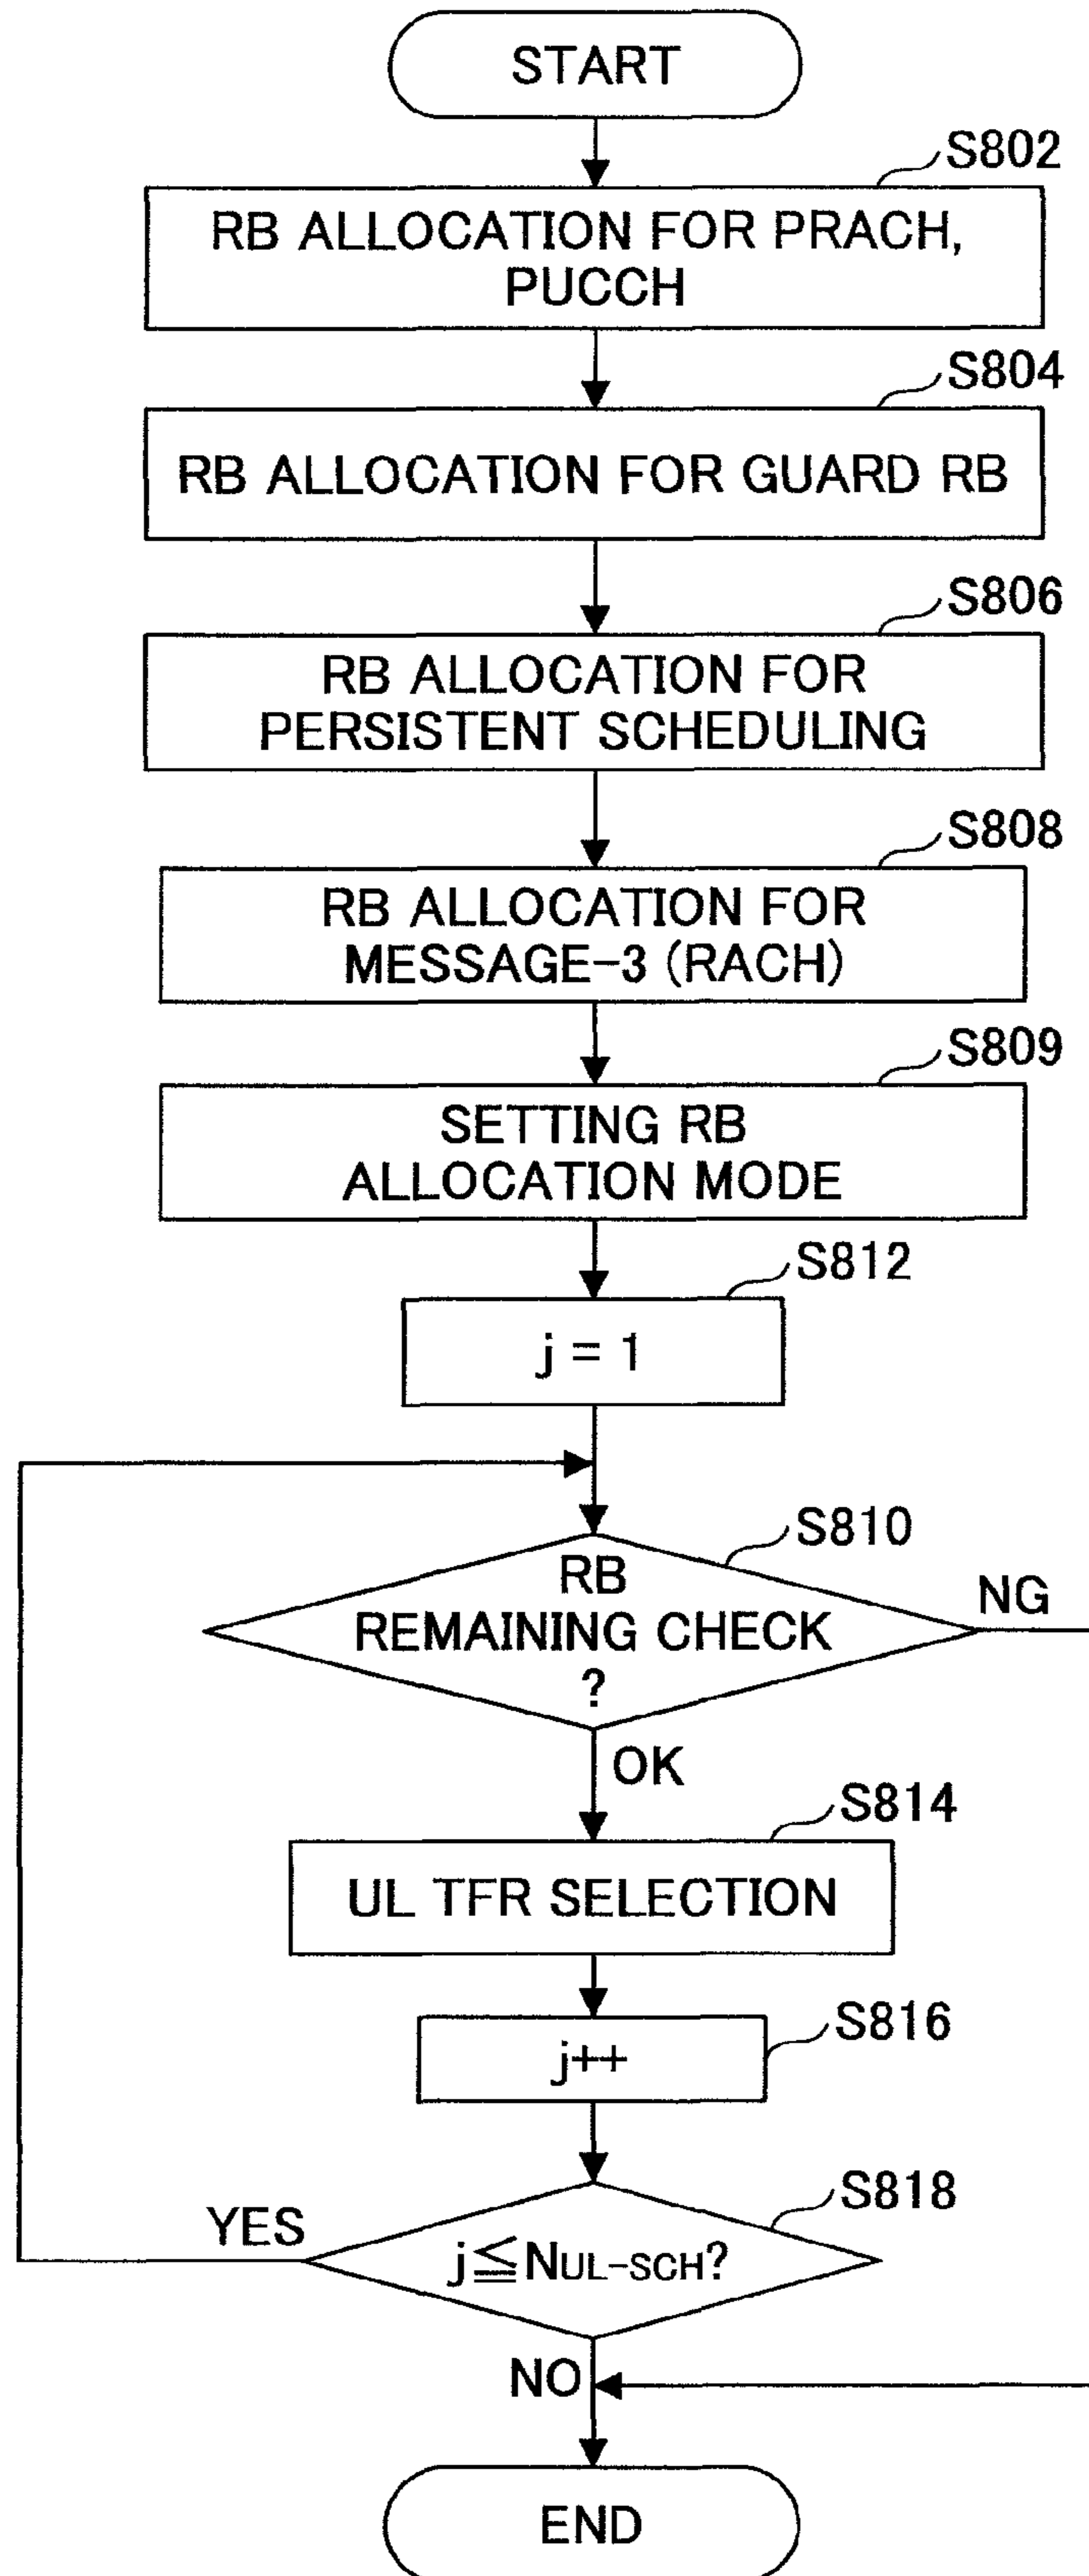 START
S802
RB ALLOCATION FOR PRACH,
PUCCH
S804
RB ALLOCATION FOR GUARD RB
S806
RB ALLOCATION FOR
PERSISTENT SCHEDULING
S808
RB ALLOCATION FOR
MESSAGE-3 (RACH)
S809
SETTING RB
ALLOCATION MODE
S812
j = 1
S810
RB
REMAINING CHECK
?
NG
OK
S814
UL TFR SELECTION
S816
j++
S818
YES
j≦NUL-SCH?
NO
END